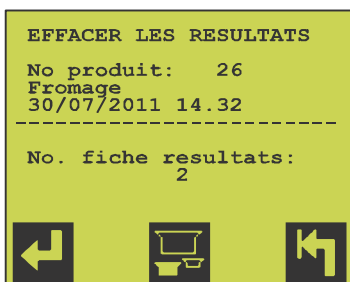 EFFACER LES RESULTATS
No produit: 26
Fromage
30/07/2011 14.32
No. fiche resultats:
2